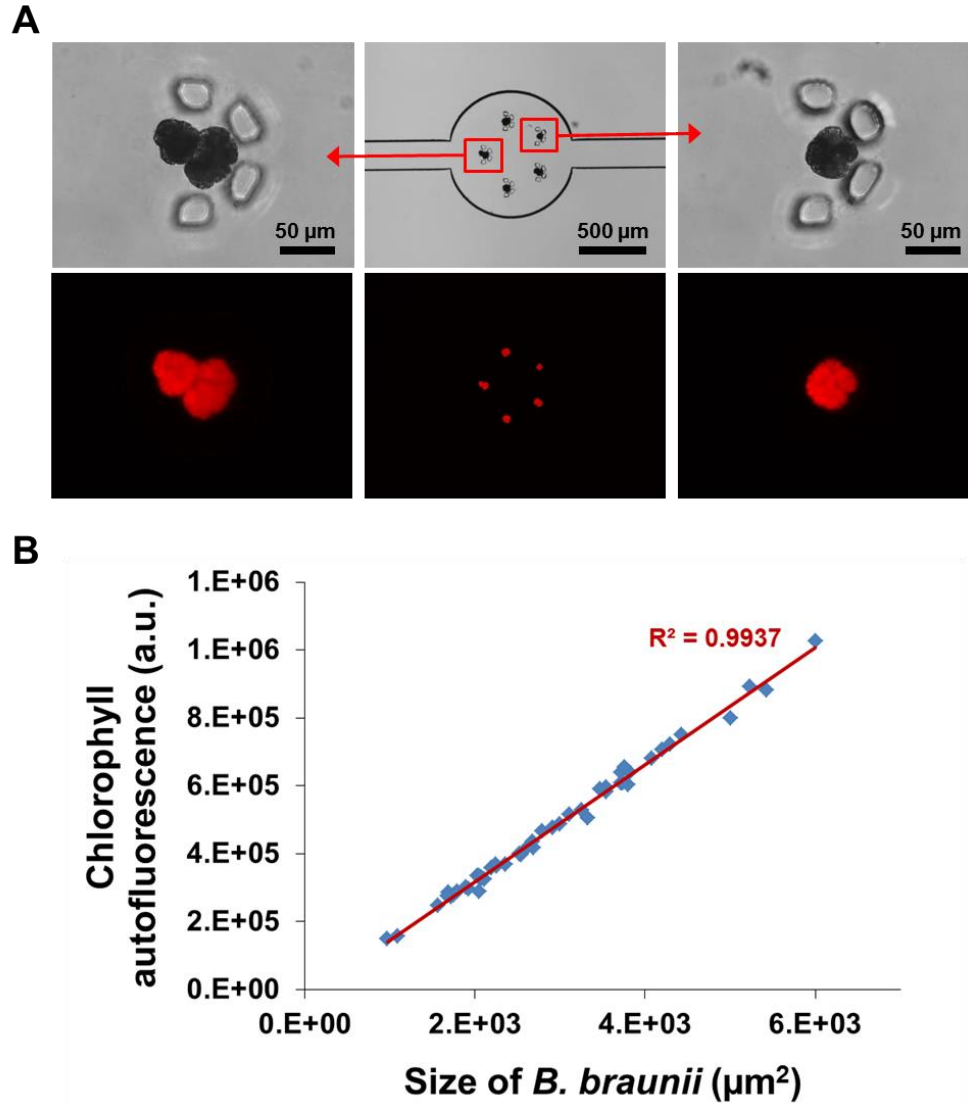 A
50 µm
500 µm
50 µm
B
Chlorophyll
autofluorescence (a.u.)
1.E+06
1.E+06
8.E+05
6.E+05
4.E+05
2.E+05
0.E+00
R² = 0.9937
0.E+00 2.E+03 4.E+03 6.E+03
Size of B. braunii (µm²)